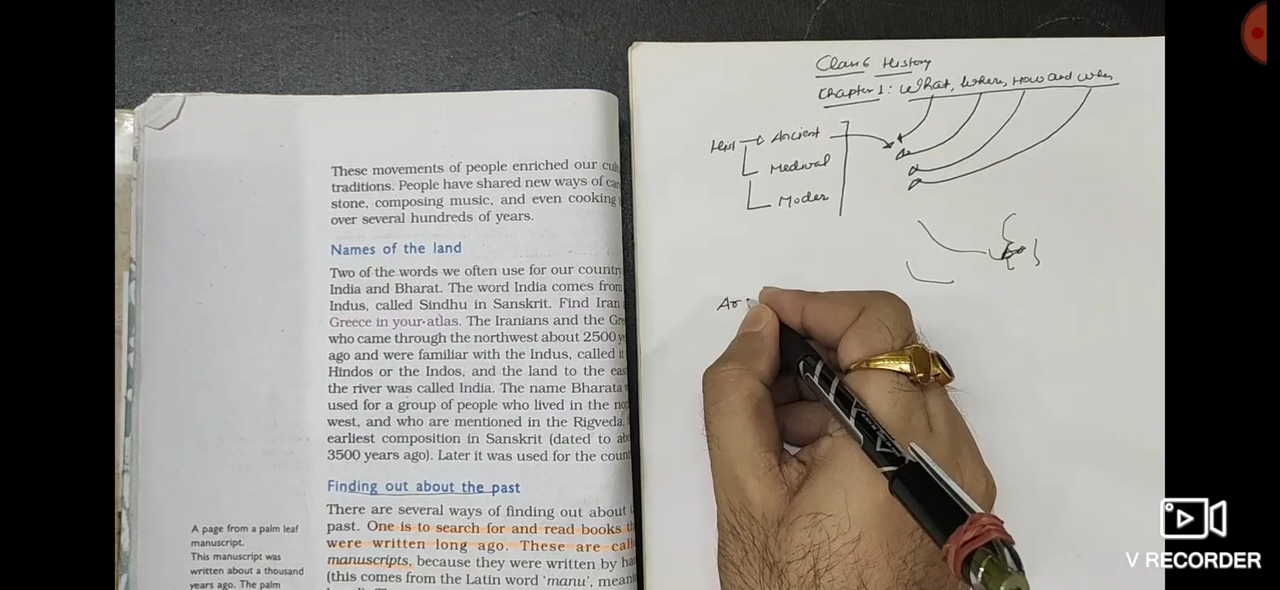 These movements of people enriched our cul
traditions. People have shared new ways of ca
stone, composing music, and even cooking
over several hundreds of years.
Names of the land
Two of the words we often use for our country
India and Bharat. The word India comes from
Indus, called Sindhu in Sanskrit. Find Iran
Greece in your atlas. The Iranians and the Gre
who came through the northwest about 2500 y
ago and were familiar with the Indus, called it
Hindos or the Indos, and the land to the eas
the river was called India. The name Bharata
used for a group of people who lived in the nor
west, and who are mentioned in the Rigveda,
earliest composition in Sanskrit (dated to abo
3500 years ago). Later it was used for the coun
Finding out about the past
There are several ways of finding out about t
past. One is to search for and read books th
were written long ago. These are call
manuscripts, because they were written by ha
(this comes from the Latin word 'manu', meani
A page from a palm leaf
manuscript.
This manuscript was
written about a thousand
years ago. The palm
Class 6 History
Chapter 1: What, Where, How and When
Hist Ancient
Medival
Moder
Ar
V RECORDER